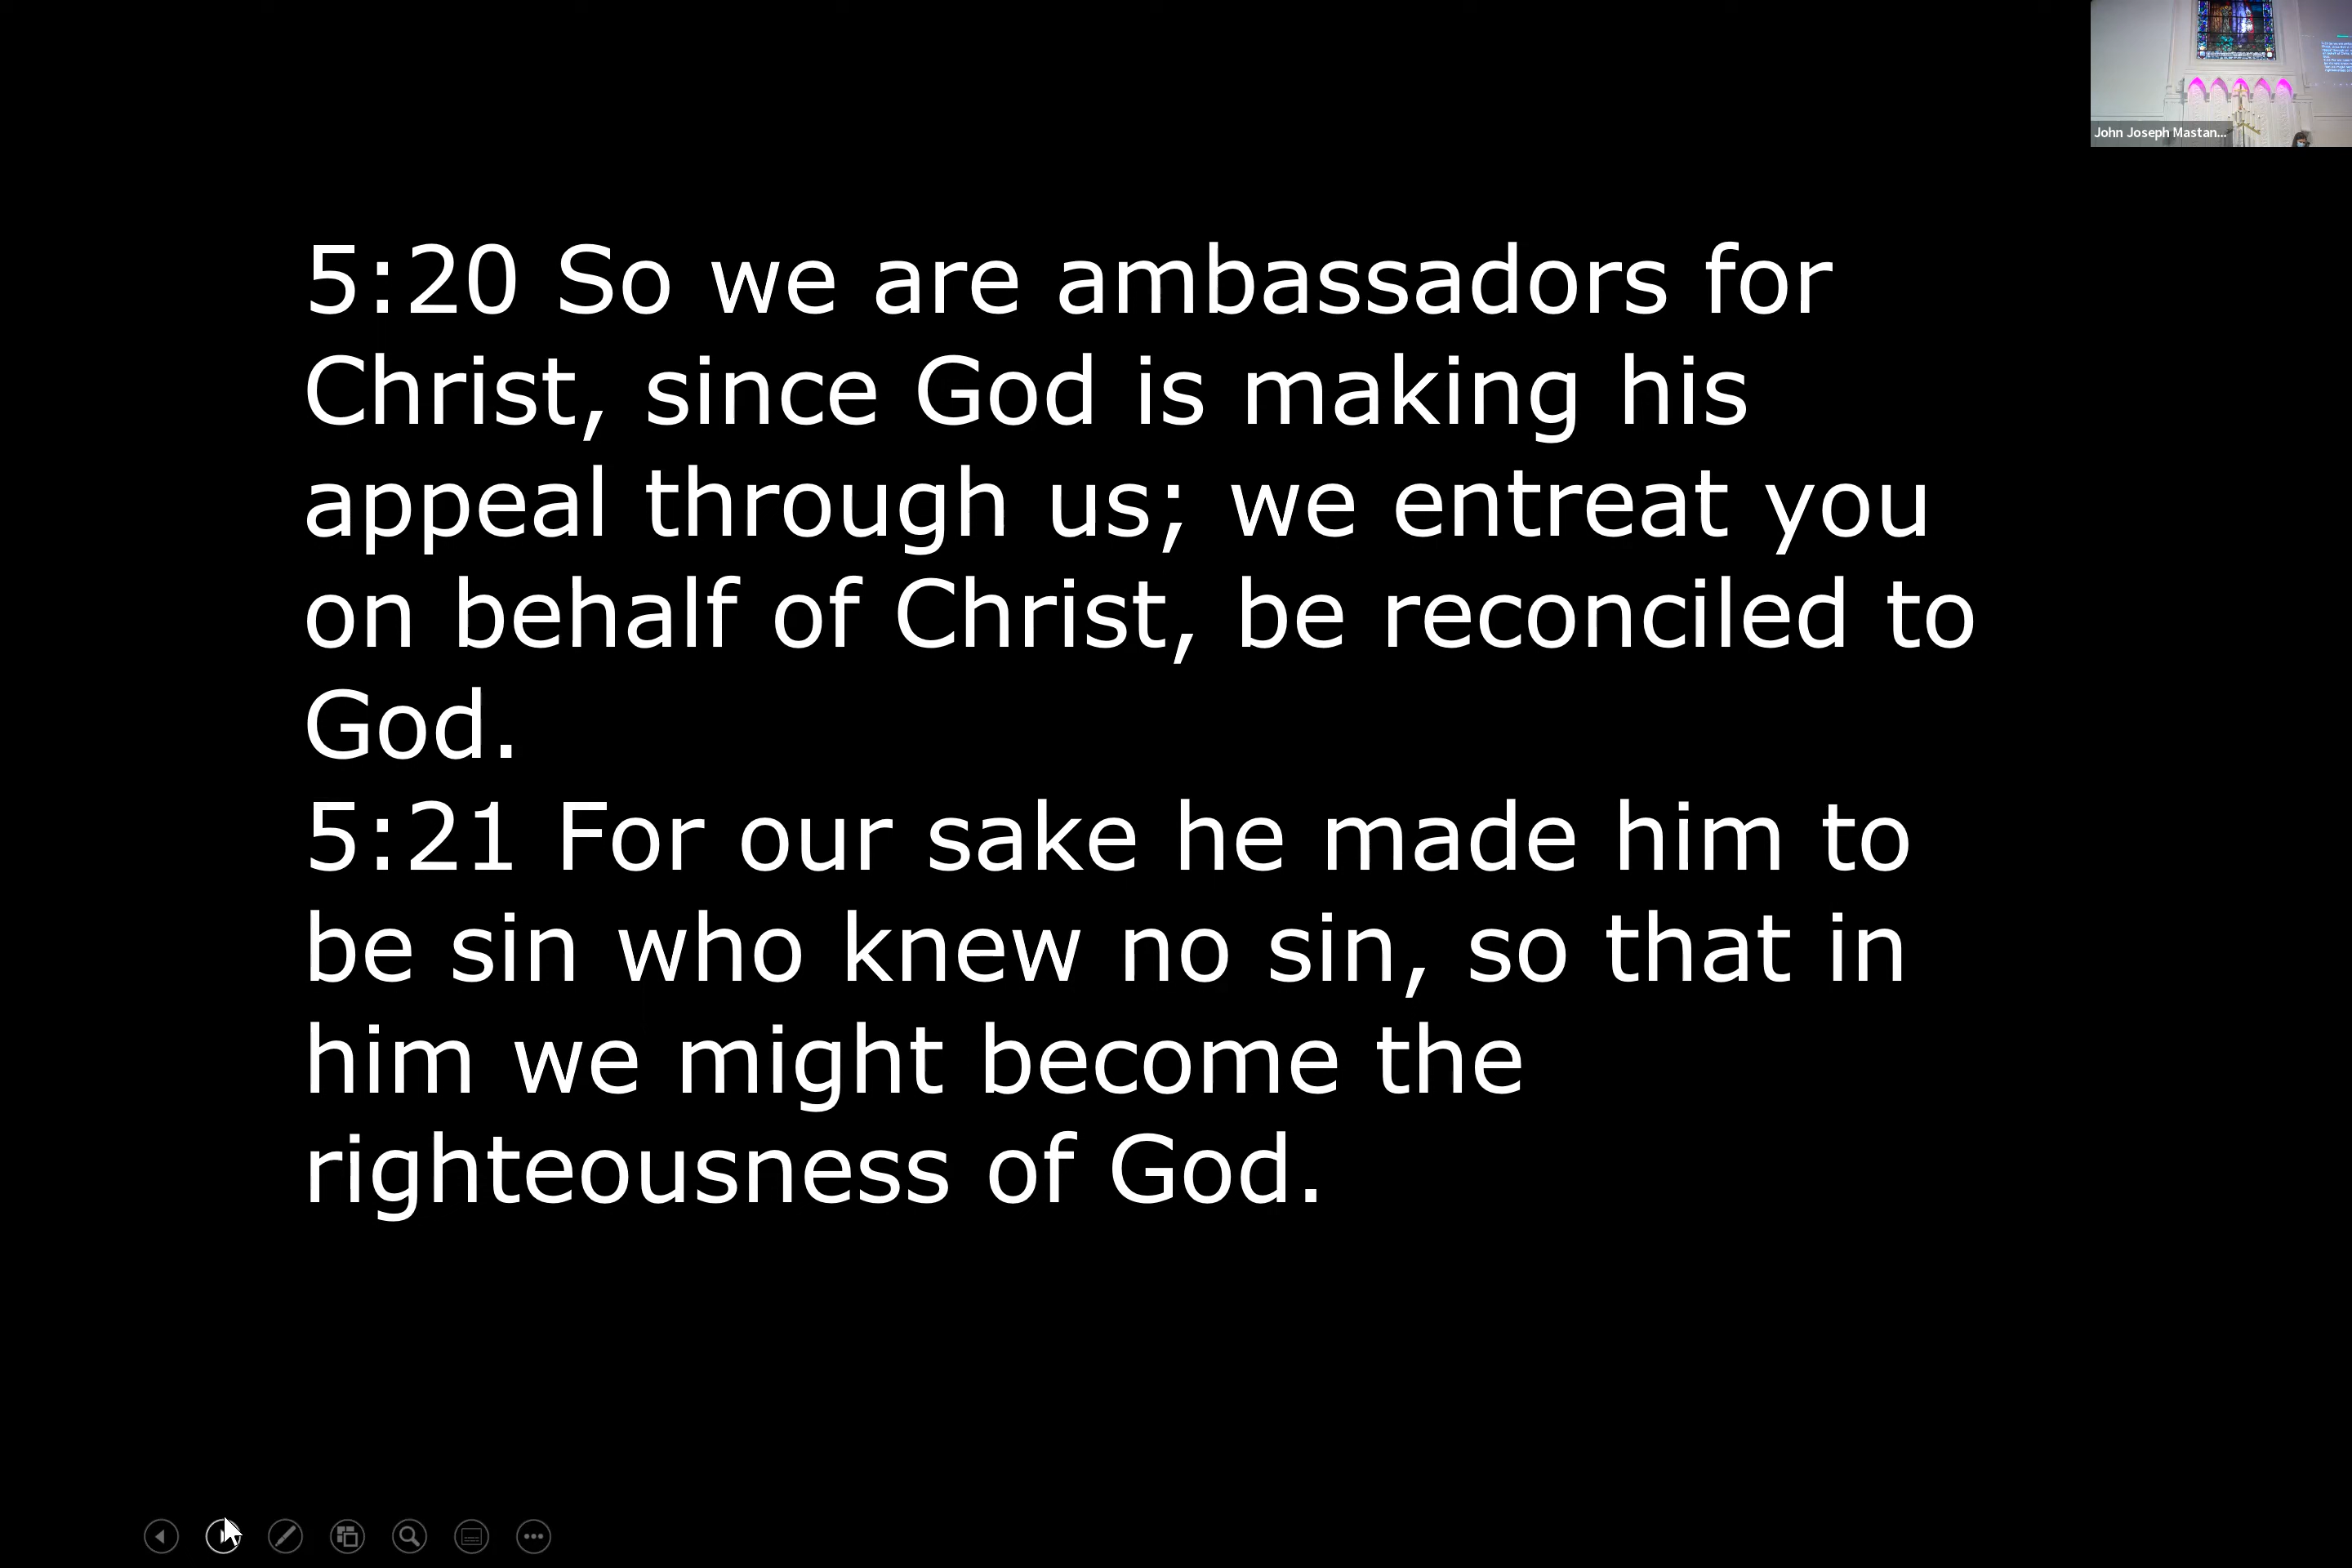 John Joseph Mastan...
5:20 So we are ambassadors for
Christ, since God is making his
appeal through us; we entreat you
on behalf of Christ, be reconciled to
God.
5:21 For our sake he made him to
be sin who knew no sin, so that in
him we might become the
righteousness of God.